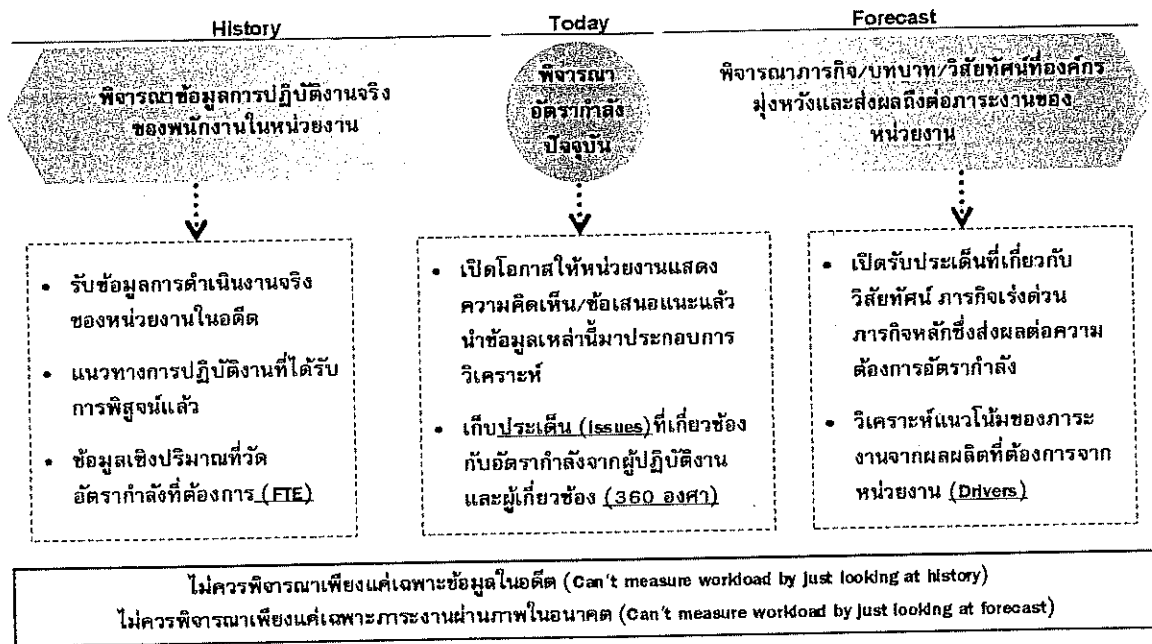 History
Today
Forecast
พิจารณาข้อมูลการปฏิบัติงานจริง
ของพนักงานในหน่วยงาน
พิจารณา
อัตรากำลัง
ปัจจุบัน
พิจารณาภารกิจ/บทบาท/วิสัยทัศน์ที่องค์กร
มุ่งหวังและส่งผลถึงต่อภาระงานของ
หน่วยงาน
• รับข้อมูลการดำเนินงานจริง
ของหน่วยงานในอดีต
• แนวทางการปฏิบัติงานที่ได้รับ
การพิสูจน์แล้ว
• ข้อมูลเชิงปริมาณที่วัด
อัตรากำลังที่ต้องการ (FTE)
• เปิดโอกาสให้หน่วยงานแสดง
ความคิดเห็น/ข้อเสนอแนะแล้ว
นำข้อมูลเหล่านี้มาประกอบการ
วิเคราะห์
• เก็บประเด็น (Issues)ที่เกี่ยวข้อง
กับอัตรากำลังจากผู้ปฏิบัติงาน
และผู้เกี่ยวข้อง (360 องศา)
• เปิดรับประเด็นที่เกี่ยวกับ
วิสัยทัศน์ ภารกิจเร่งด่วน
ภารกิจหลักซึ่งส่งผลต่อความ
ต้องการอัตรากำลัง
• วิเคราะห์แนวโน้มของภาระ
งานจากผลผลิตที่ต้องการจาก
หน่วยงาน (Drivers)
ไม่ควรพิจารณาเพียงแค่เฉพาะข้อมูลในอดีต (Can't measure workload by just looking at history)
ไม่ควรพิจารณาเพียงแค่เฉพาะภาระงานผ่านภาพในอนาคต (Can't measure workload by just looking at forecast)